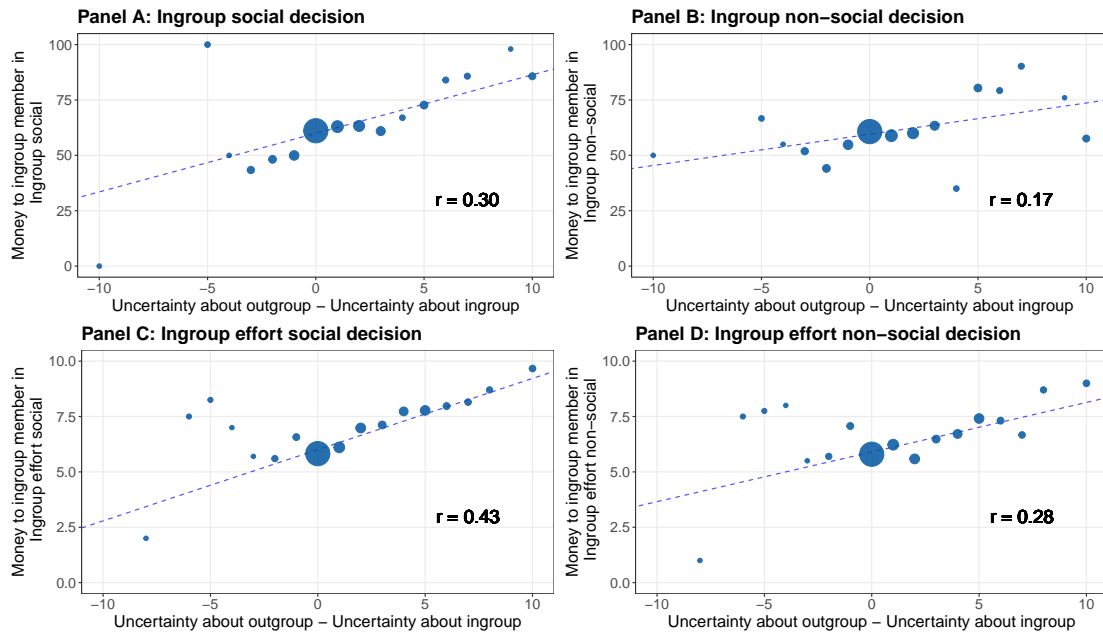 Panel A: Ingroup social decision
Money to ingroup member in
Ingroup social
100
75
50
25
0
r = 0.30
−10
−5
0
5
10
Uncertainty about outgroup − Uncertainty about ingroup
Panel B: Ingroup non−social decision
Money to ingroup member in
Ingroup non−social
100
75
50
25
0
r = 0.17
−10
−5
0
5
10
Uncertainty about outgroup − Uncertainty about ingroup
Panel C: Ingroup effort social decision
Money to ingroup member in
Ingroup effort social
10.0
7.5
5.0
2.5
0.0
r = 0.43
−10
−5
0
5
10
Uncertainty about outgroup − Uncertainty about ingroup
Panel D: Ingroup effort non−social decision
Money to ingroup member in
Ingroup effort non−social
10.0
7.5
5.0
2.5
0.0
r = 0.28
−10
−5
0
5
10
Uncertainty about outgroup − Uncertainty about ingroup